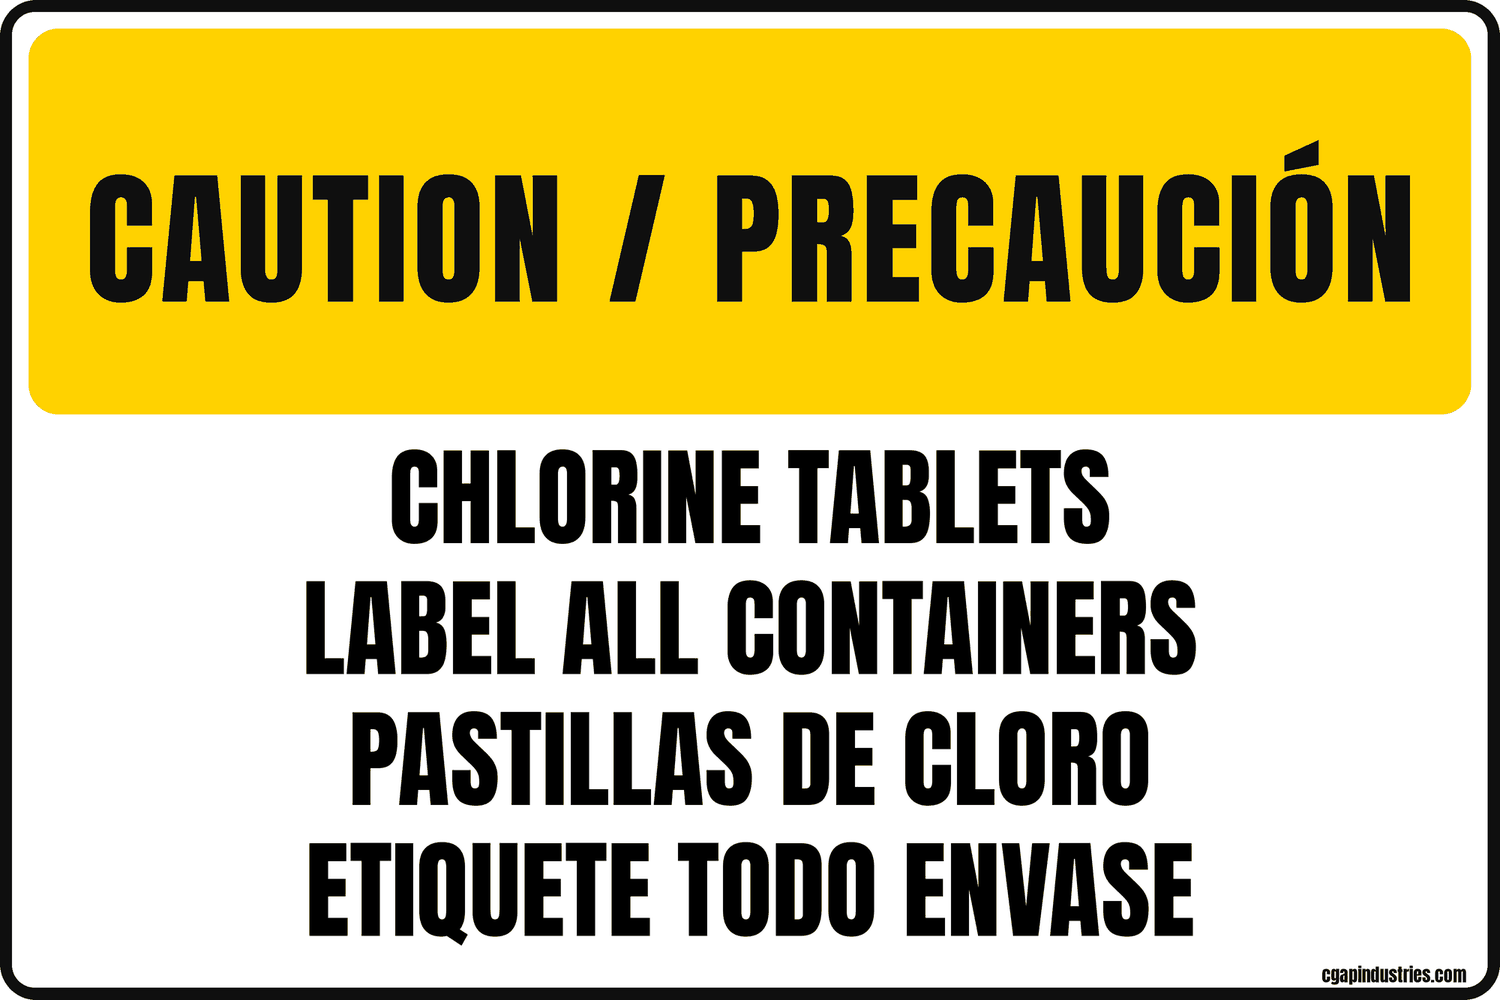 CAUTION / PRECAUCIÓN
CHLORINE TABLETS
LABEL ALL CONTAINERS
PASTILLAS DE CLORO
ETIQUETE TODO ENVASE
cgapindustries.com